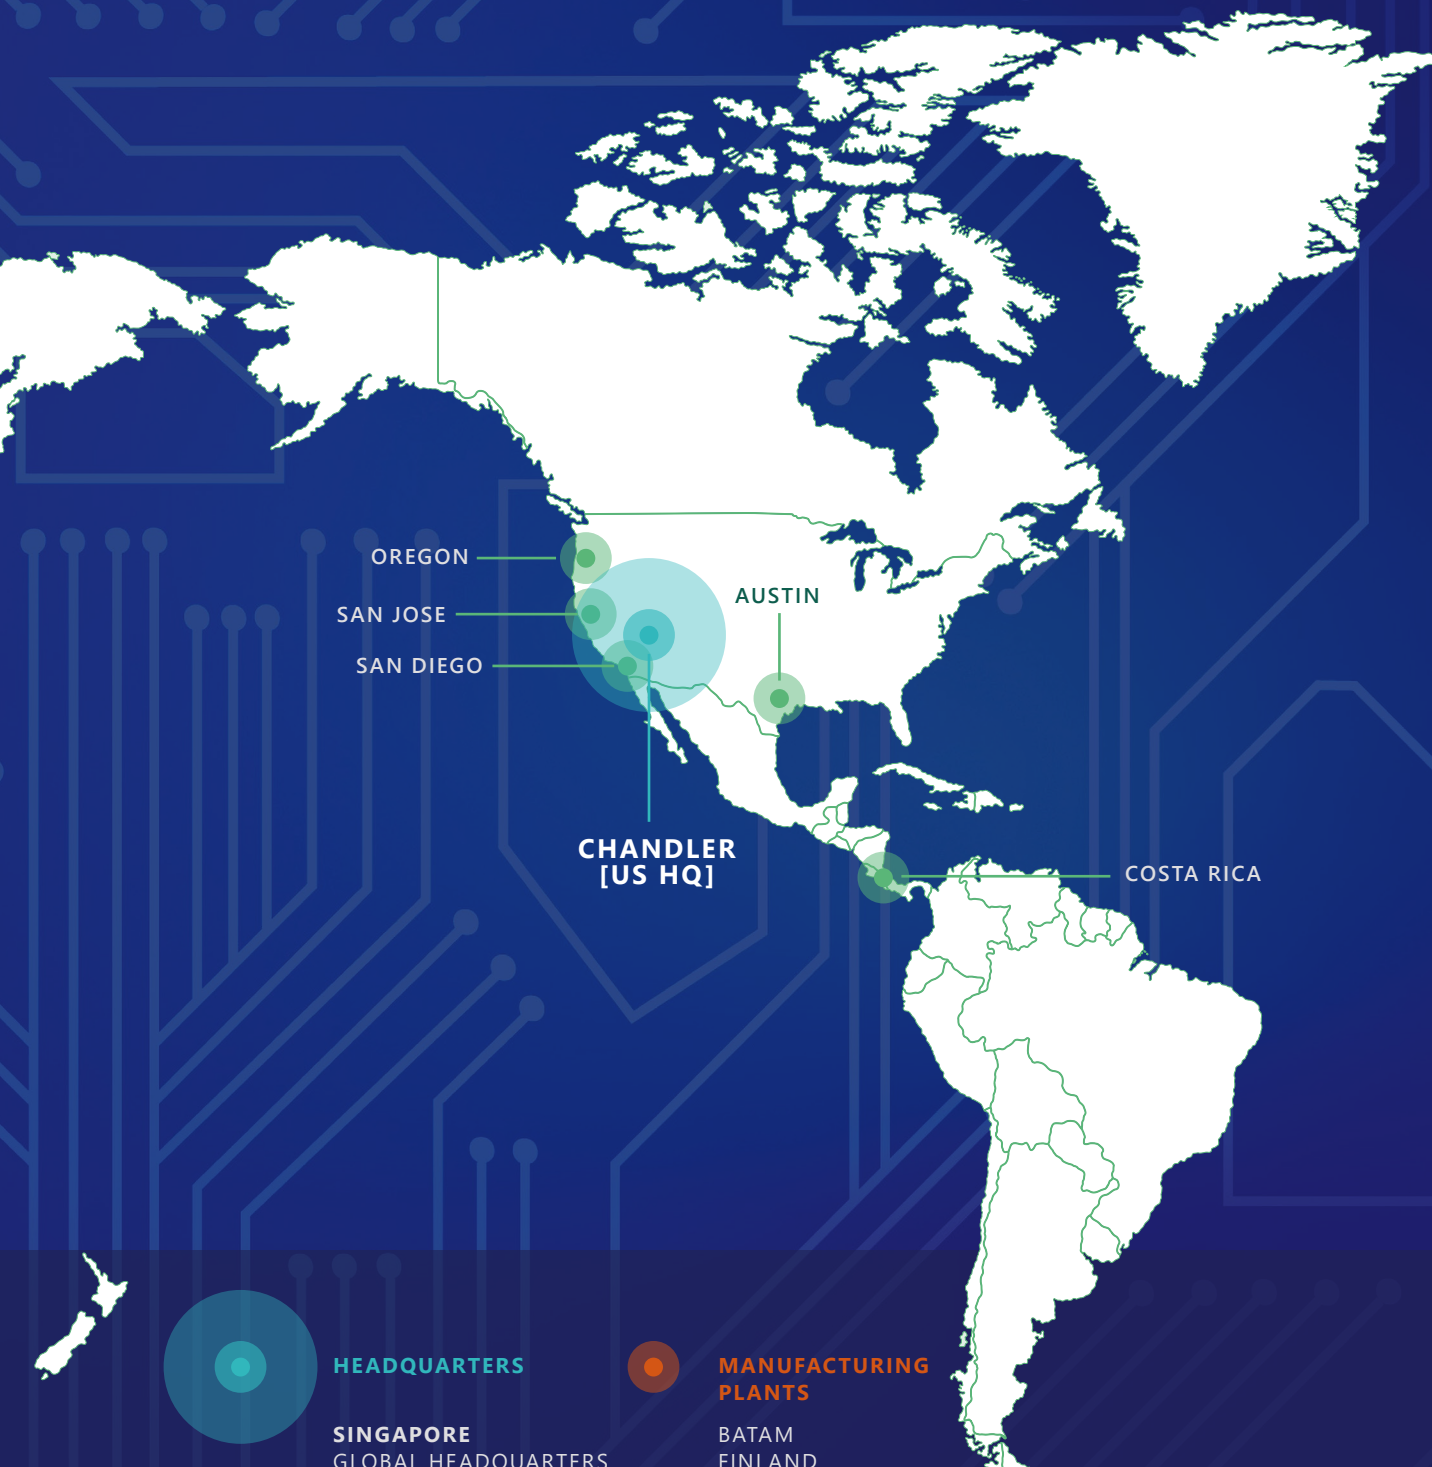 OREGON
AUSTIN
SAN JOSE
SAN DIEGO
CHANDLER
[US HQ]
COSTA RICA
HEADQUARTERS
SINGAPORE
GLOBAL HEADQUARTERS
MANUFACTURING
PLANTS
BATAM
FINLAND